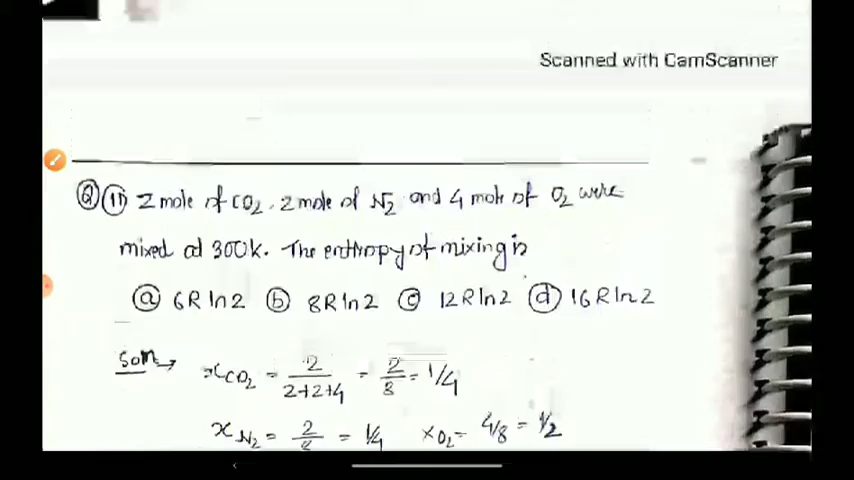 Scanned with CamScanner
Q 11 2 mole of CO2, 2 mole of N2 and 4 mole of O2 were
mixed at 300K. The enthropy of mixing is
a 6R ln2 b 8R ln2 c 12R ln2 d 16R ln2
Soln → xCO2 = 2/2+2+4 = 2/8 = 1/4
xN2 = 2/8 = 1/4 xO2 = 4/8 = 1/2